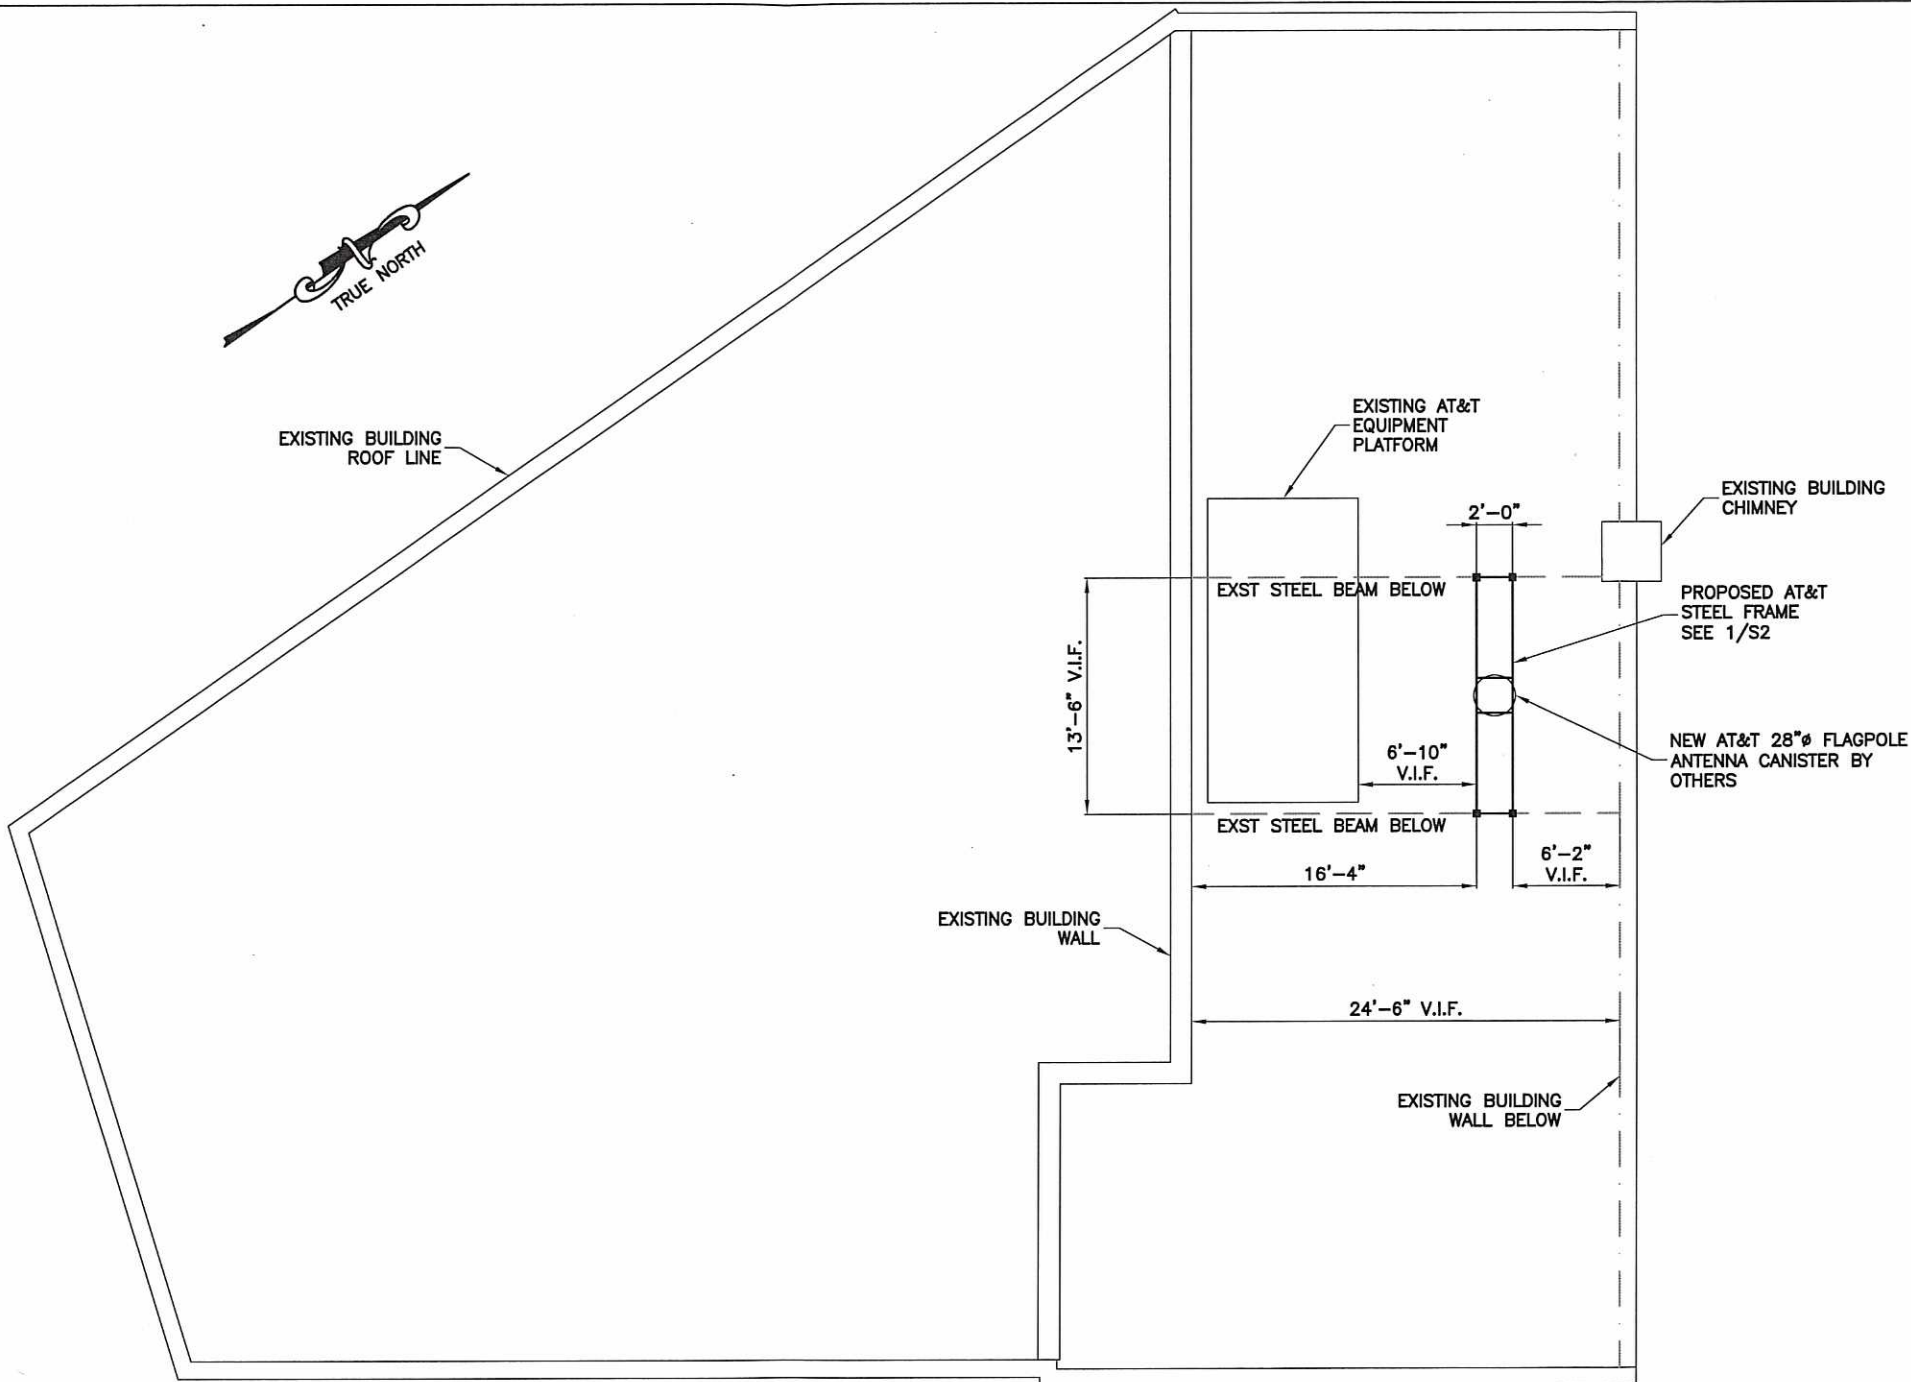 TRUE NORTH
EXISTING BUILDING
ROOF LINE
EXISTING AT&T
EQUIPMENT
PLATFORM
EXISTING BUILDING
CHIMNEY
2'-0"
EXST STEEL BEAM BELOW
PROPOSED AT&T
STEEL FRAME
SEE 1/S2
13'-6" V.I.F.
6'-10"
V.I.F.
NEW AT&T 28"ø FLAGPOLE
ANTENNA CANISTER BY
OTHERS
EXST STEEL BEAM BELOW
16'-4"
6'-2"
V.I.F.
EXISTING BUILDING
WALL
24'-6" V.I.F.
EXISTING BUILDING
WALL BELOW